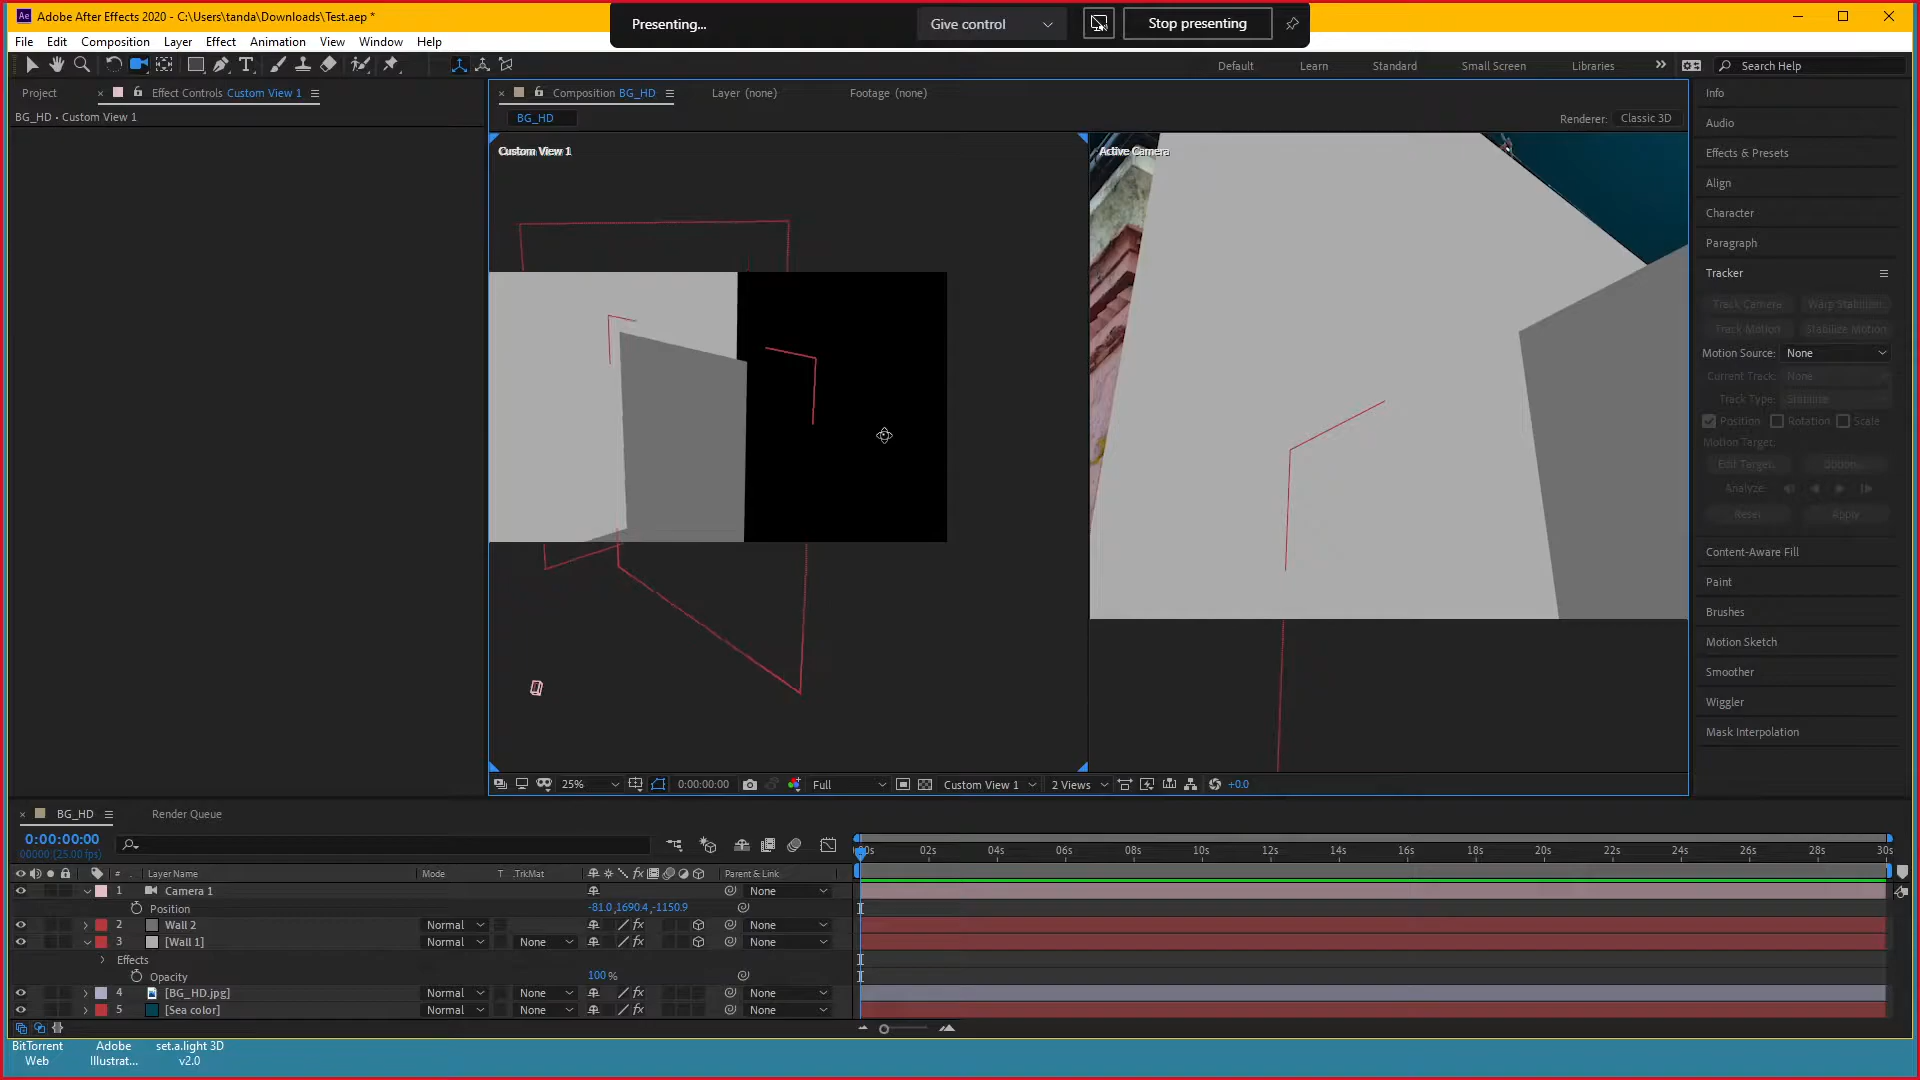 Adobe After Effects 2020 - C:\Users\tanda\Downloads\Test.aep *
Presenting...
Give control
Stop presenting
File Edit Composition Layer Effect Animation View Window Help
Default Learn Standard Small Screen Libraries
Search Help
Project
Effect Controls Custom View 1
Composition BG_HD
Layer (none)
Footage (none)
Info
BG_HD • Custom View 1
BG_HD
Renderer: Classic 3D
Custom View 1
Active Camera
Audio
Effects & Presets
Align
Character
Paragraph
Tracker
Track Camera Warp Stabilizer
Track Motion Stabilize Motion
Motion Source: None
Current Track: None
Track Type: Stabilize
Position Rotation Scale
Motion Target:
Edit Target...
Analyze:
Reset Apply
Content-Aware Fill
Paint
Brushes
Motion Sketch
Smoother
Wiggler
Mask Interpolation
25% 0:00:00:00 Full Custom View 1 2 Views +0.0
BG_HD
Render Queue
0:00:00:00
00000 (25.00 fps)
02s 04s 06s 08s 10s 12s 14s 16s 18s 20s 22s 24s 26s 28s 30s
# Layer Name Mode T .TrkMat Parent & Link
1 Camera 1 None
Position -81.0,1690.4,-1150.9
2 Wall 2 Normal None
3 [Wall 1] Normal None None
Effects
Opacity 100 %
4 [BG_HD.jpg] Normal None None
5 [Sea color] Normal None None
BitTorrent Web
Adobe Illustrat...
set.a.light 3D v2.0